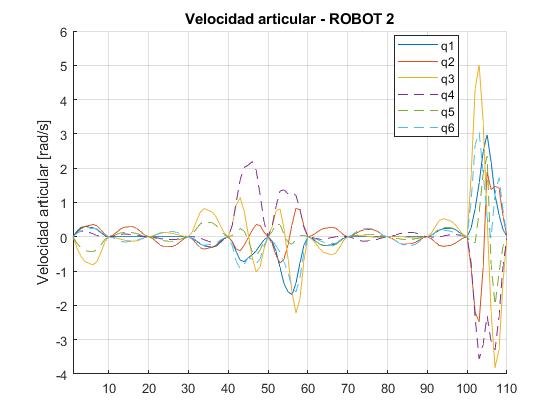 Velocidad articular - ROBOT 2
6
5
4
3
2
1
0
-1
-2
-3
-4
Velocidad articular [rad/s]
q1
q2
q3
q4
q5
q6
10 20 30 40 50 60 70 80 90 100 110